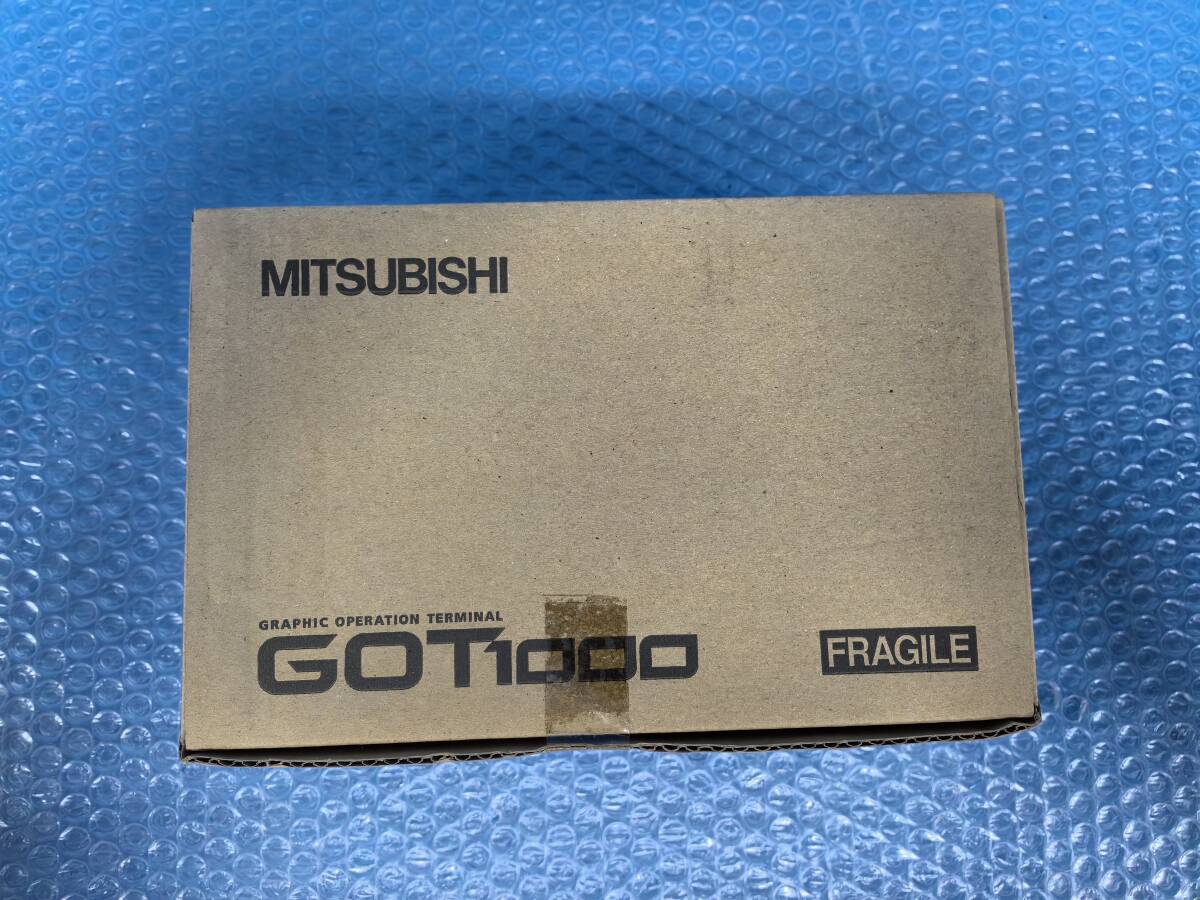 MITSUBISHI
GRAPHIC OPERATION TERMINAL
GOT1000
FRAGILE